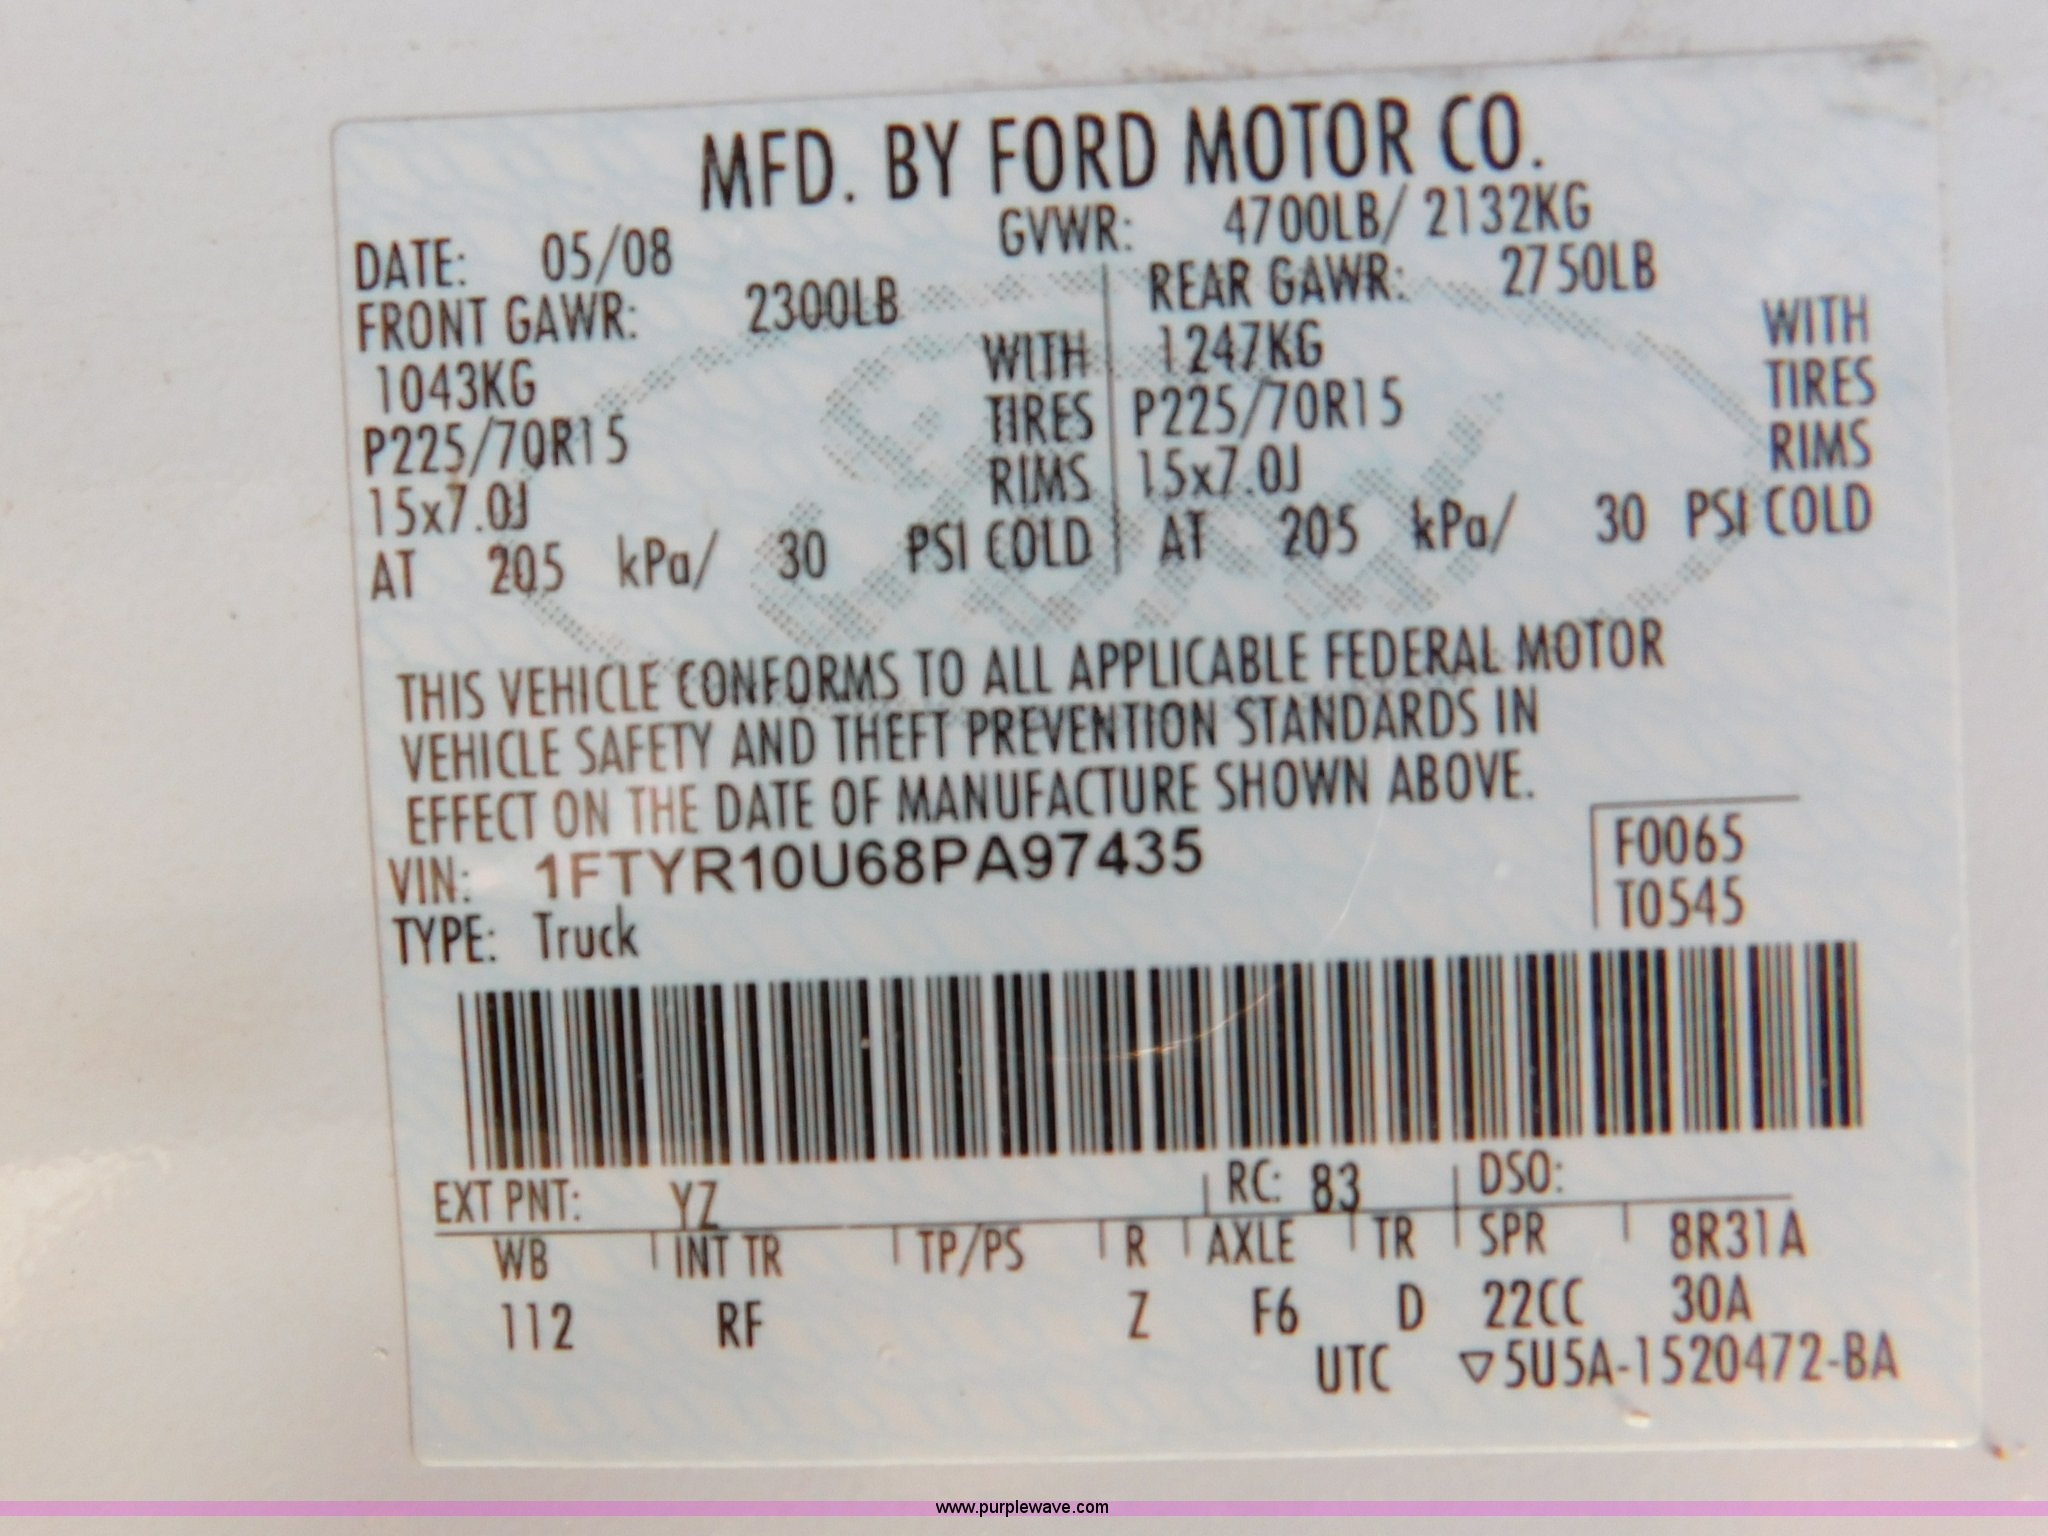 MFD. BY FORD MOTOR CO.
DATE: 05/08 GVWR: 4700LB/ 2132KG
FRONT GAWR: 2300LB REAR GAWR: 2750LB
1043KG WITH 1247KG WITH
P225/70R15 TIRES P225/70R15 TIRES
15x7.0J RIMS 15x7.0J RIMS
AT 205 kPa/ 30 PSI COLD AT 205 kPa/ 30 PSI COLD
THIS VEHICLE CONFORMS TO ALL APPLICABLE FEDERAL MOTOR
VEHICLE SAFETY AND THEFT PREVENTION STANDARDS IN
EFFECT ON THE DATE OF MANUFACTURE SHOWN ABOVE.
VIN: 1FTYR10U68PA97435 F0065
TYPE: Truck T0545
EXT PNT: YZ RC: 83 DSO:
WB INT TR TP/PS R AXLE TR SPR 8R31A
112 RF Z F6 D 22CC 30A
UTC ▽5U5A-1520472-BA
www.purplewave.com